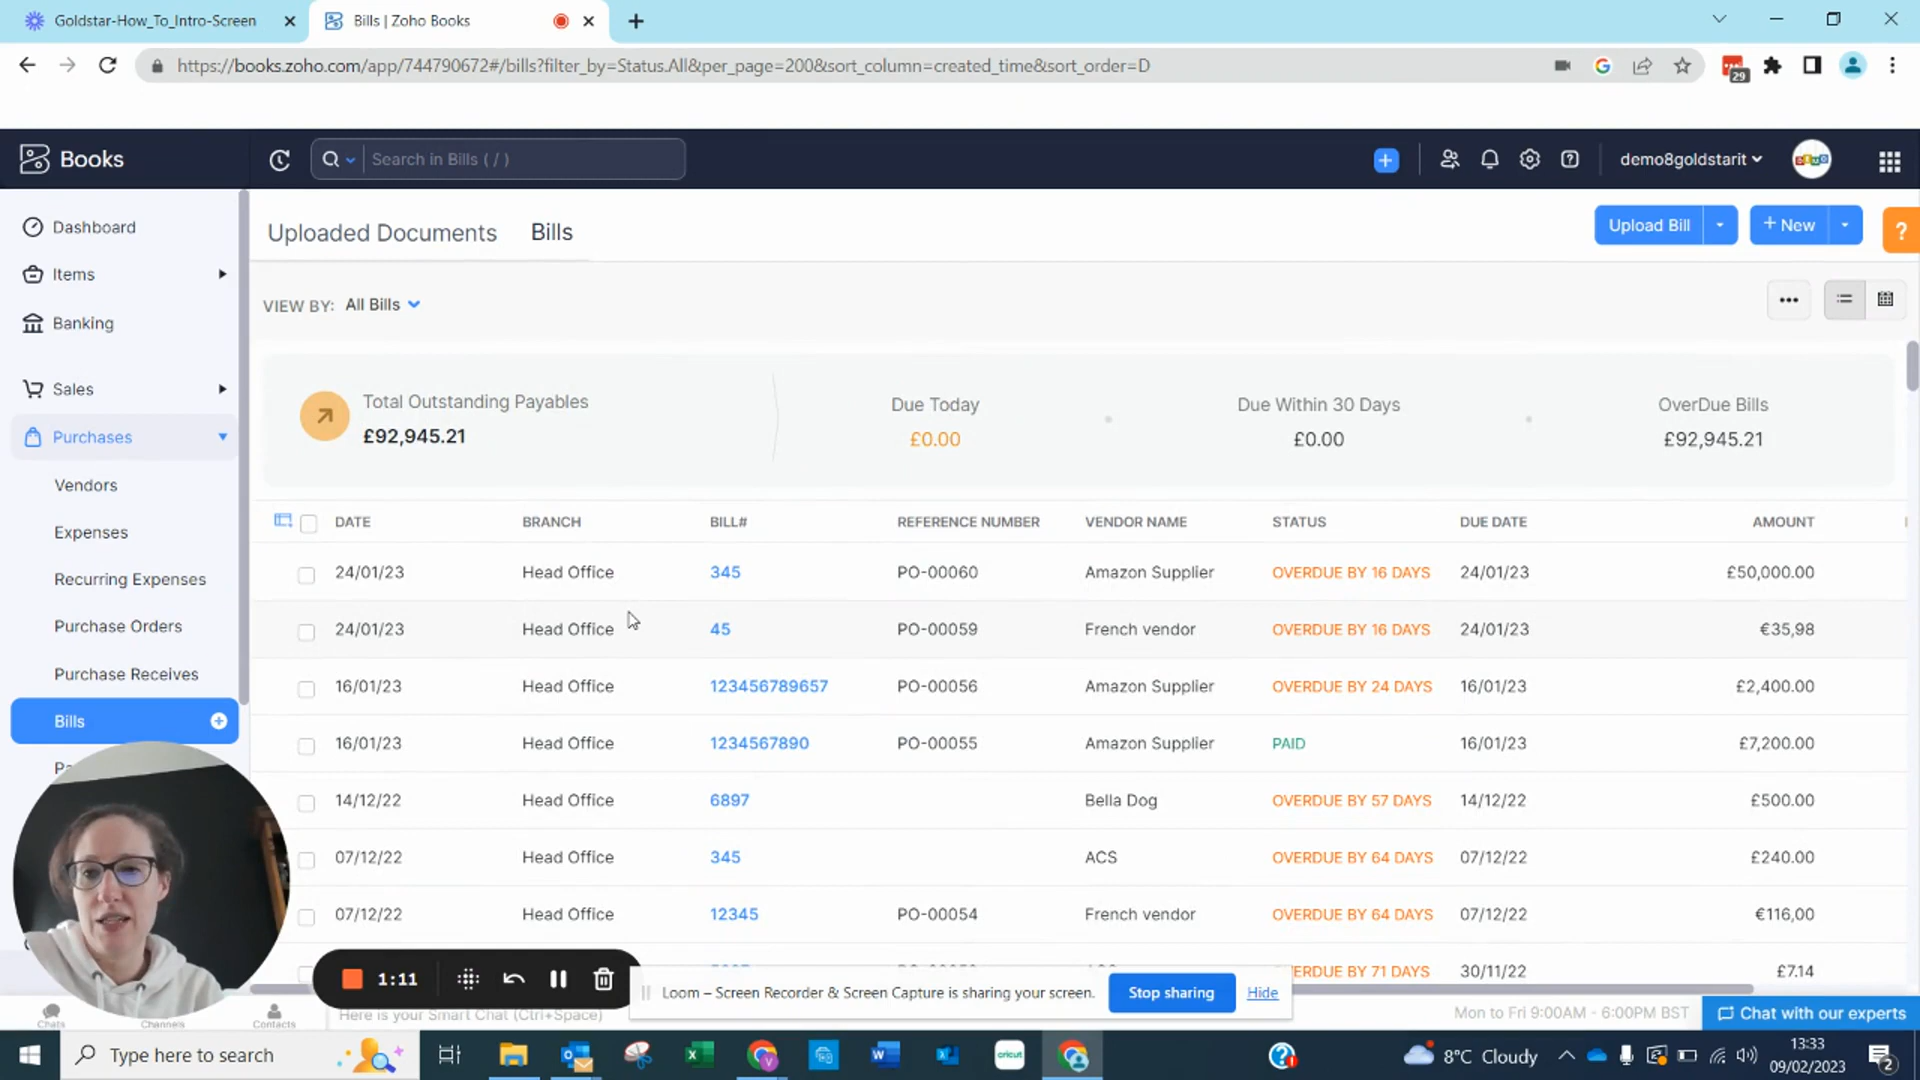 Goldstar-How_To_Intro-Screen
Bills | Zoho Books
https://books.zoho.com/app/744790672#/bills?filter_by=Status.All&per_page=200&sort_column=created_time&sort_order=D
29
Books
Search in Bills ( / )
demo8goldstarit
Dashboard
Items
Banking
Sales
Purchases
Vendors
Expenses
Recurring Expenses
Purchase Orders
Purchase Receives
Bills
Uploaded Documents Bills
Upload Bill
+ New
?
VIEW BY: All Bills
Total Outstanding Payables
£92,945.21
Due Today
£0.00
Due Within 30 Days
£0.00
OverDue Bills
£92,945.21
DATE BRANCH BILL# REFERENCE NUMBER VENDOR NAME STATUS DUE DATE AMOUNT
24/01/23 Head Office 345 PO-00060 Amazon Supplier OVERDUE BY 16 DAYS 24/01/23 £50,000.00
24/01/23 Head Office 45 PO-00059 French vendor OVERDUE BY 16 DAYS 24/01/23 €35,98
16/01/23 Head Office 123456789657 PO-00056 Amazon Supplier OVERDUE BY 24 DAYS 16/01/23 £2,400.00
16/01/23 Head Office 1234567890 PO-00055 Amazon Supplier PAID 16/01/23 £7,200.00
14/12/22 Head Office 6897 Bella Dog OVERDUE BY 57 DAYS 14/12/22 £500.00
07/12/22 Head Office 345 ACS OVERDUE BY 64 DAYS 07/12/22 £240.00
07/12/22 Head Office 12345 PO-00054 French vendor OVERDUE BY 64 DAYS 07/12/22 €116,00
ERDUE BY 71 DAYS 30/11/22 £7.14
1:11
Loom – Screen Recorder & Screen Capture is sharing your screen.
Stop sharing
Hide
Chats
Channels
Contacts
Here is your Smart Chat (Ctrl+Space)
Mon to Fri 9:00AM - 6:00PM BST
Chat with our experts
Type here to search
cricut
8°C Cloudy
13:33
09/02/2023
2